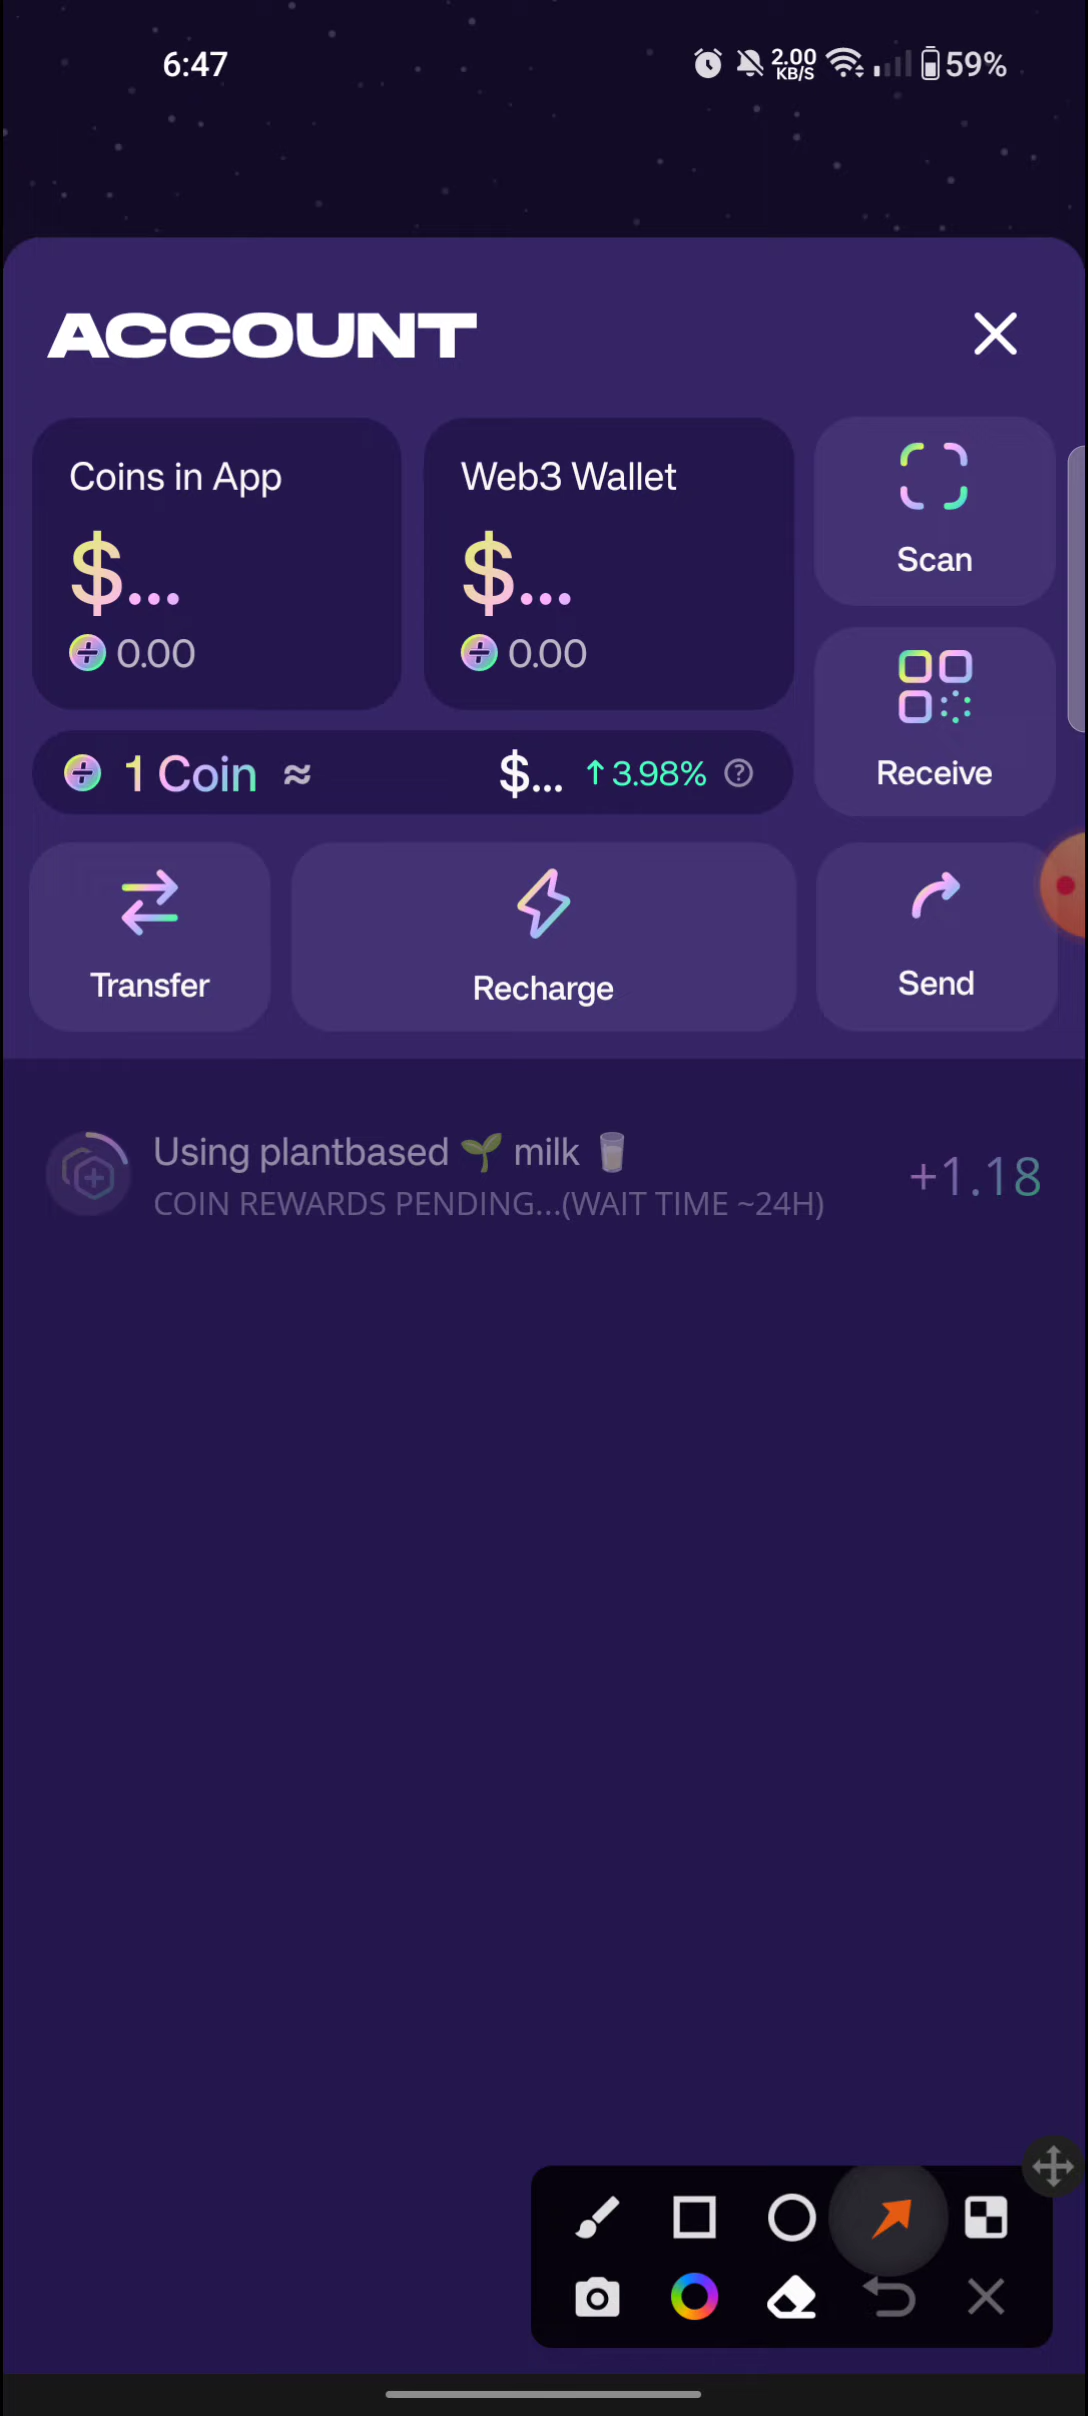 6:47
2.00
KB/S
59%
ACCOUNT
Coins in App
Web3 Wallet
Scan
$...
$...
0.00
0.00
Receive
1 Coin ≈
$...
↑3.98%
Transfer
Recharge
Send
Using plantbased 🌱 milk 🥛
COIN REWARDS PENDING...(WAIT TIME ~24H)
+1.18